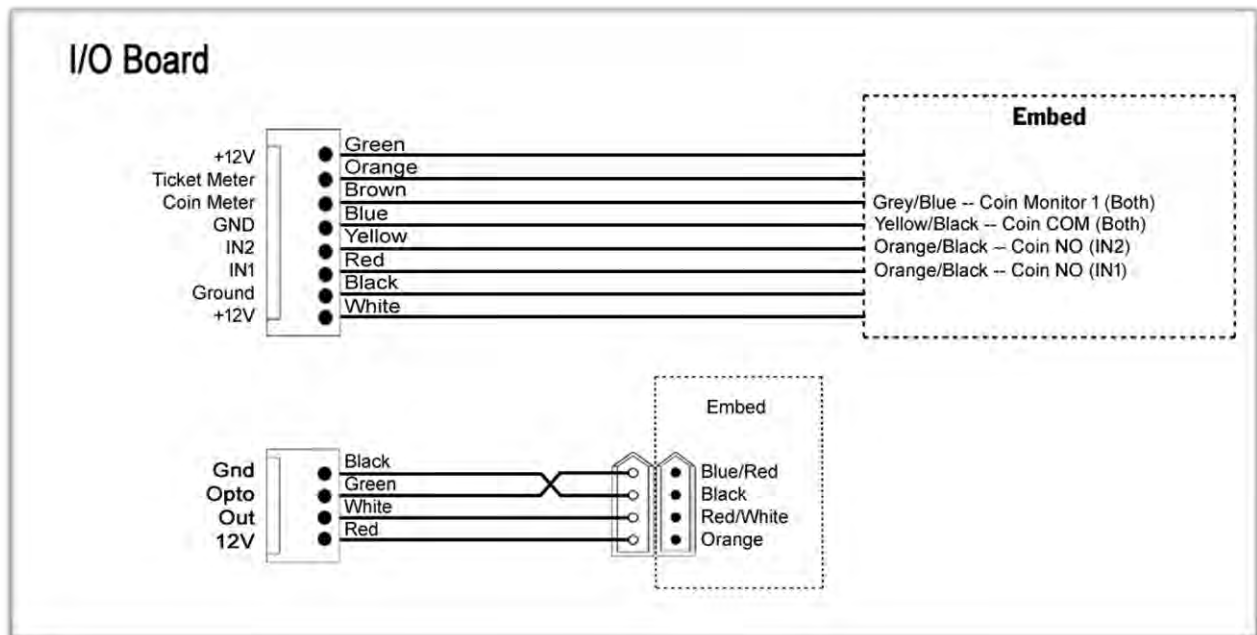 I/O Board
Embed
+12V Green
Ticket Meter Orange
Coin Meter Brown Grey/Blue -- Coin Monitor 1 (Both)
GND Blue Yellow/Black -- Coin COM (Both)
IN2 Yellow Orange/Black -- Coin NO (IN2)
IN1 Red Orange/Black -- Coin NO (IN1)
Ground Black
+12V White
Embed
Gnd Black Blue/Red
Opto Green Black
Out White Red/White
12V Red Orange